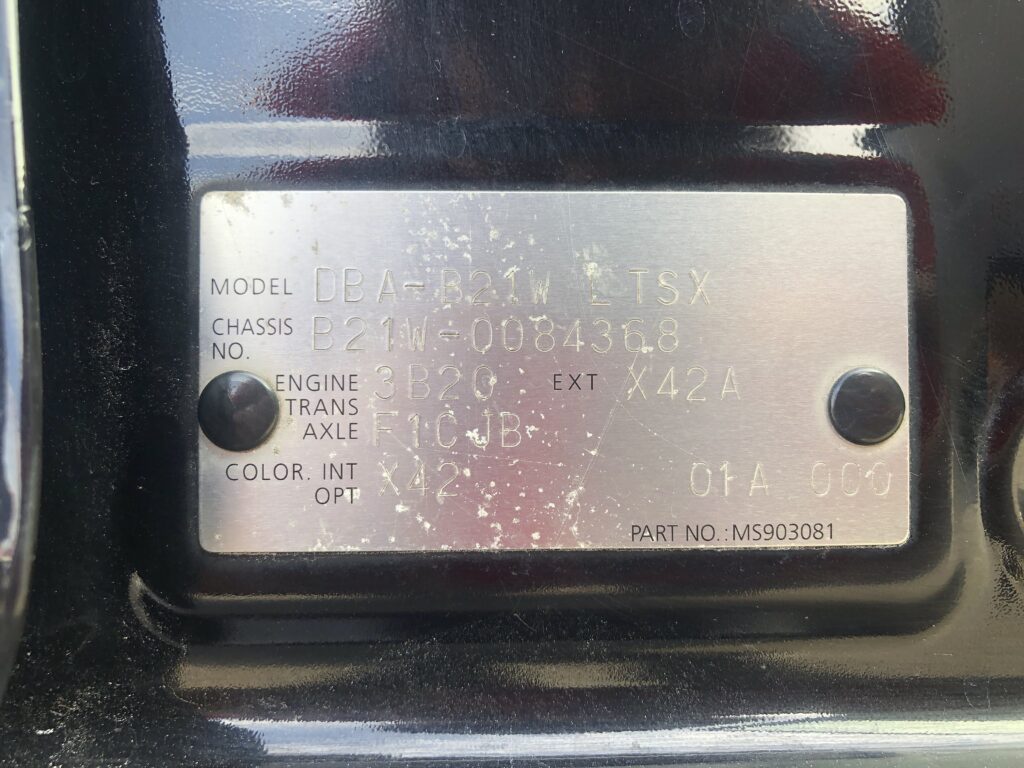 MODEL DBA-B21W LTSX
CHASSIS NO. B21W-0084368
ENGINE 3B20 EXT X42A
TRANS AXLE F1CJB
COLOR. INT OPT X42 01A 000
PART NO.: MS903081